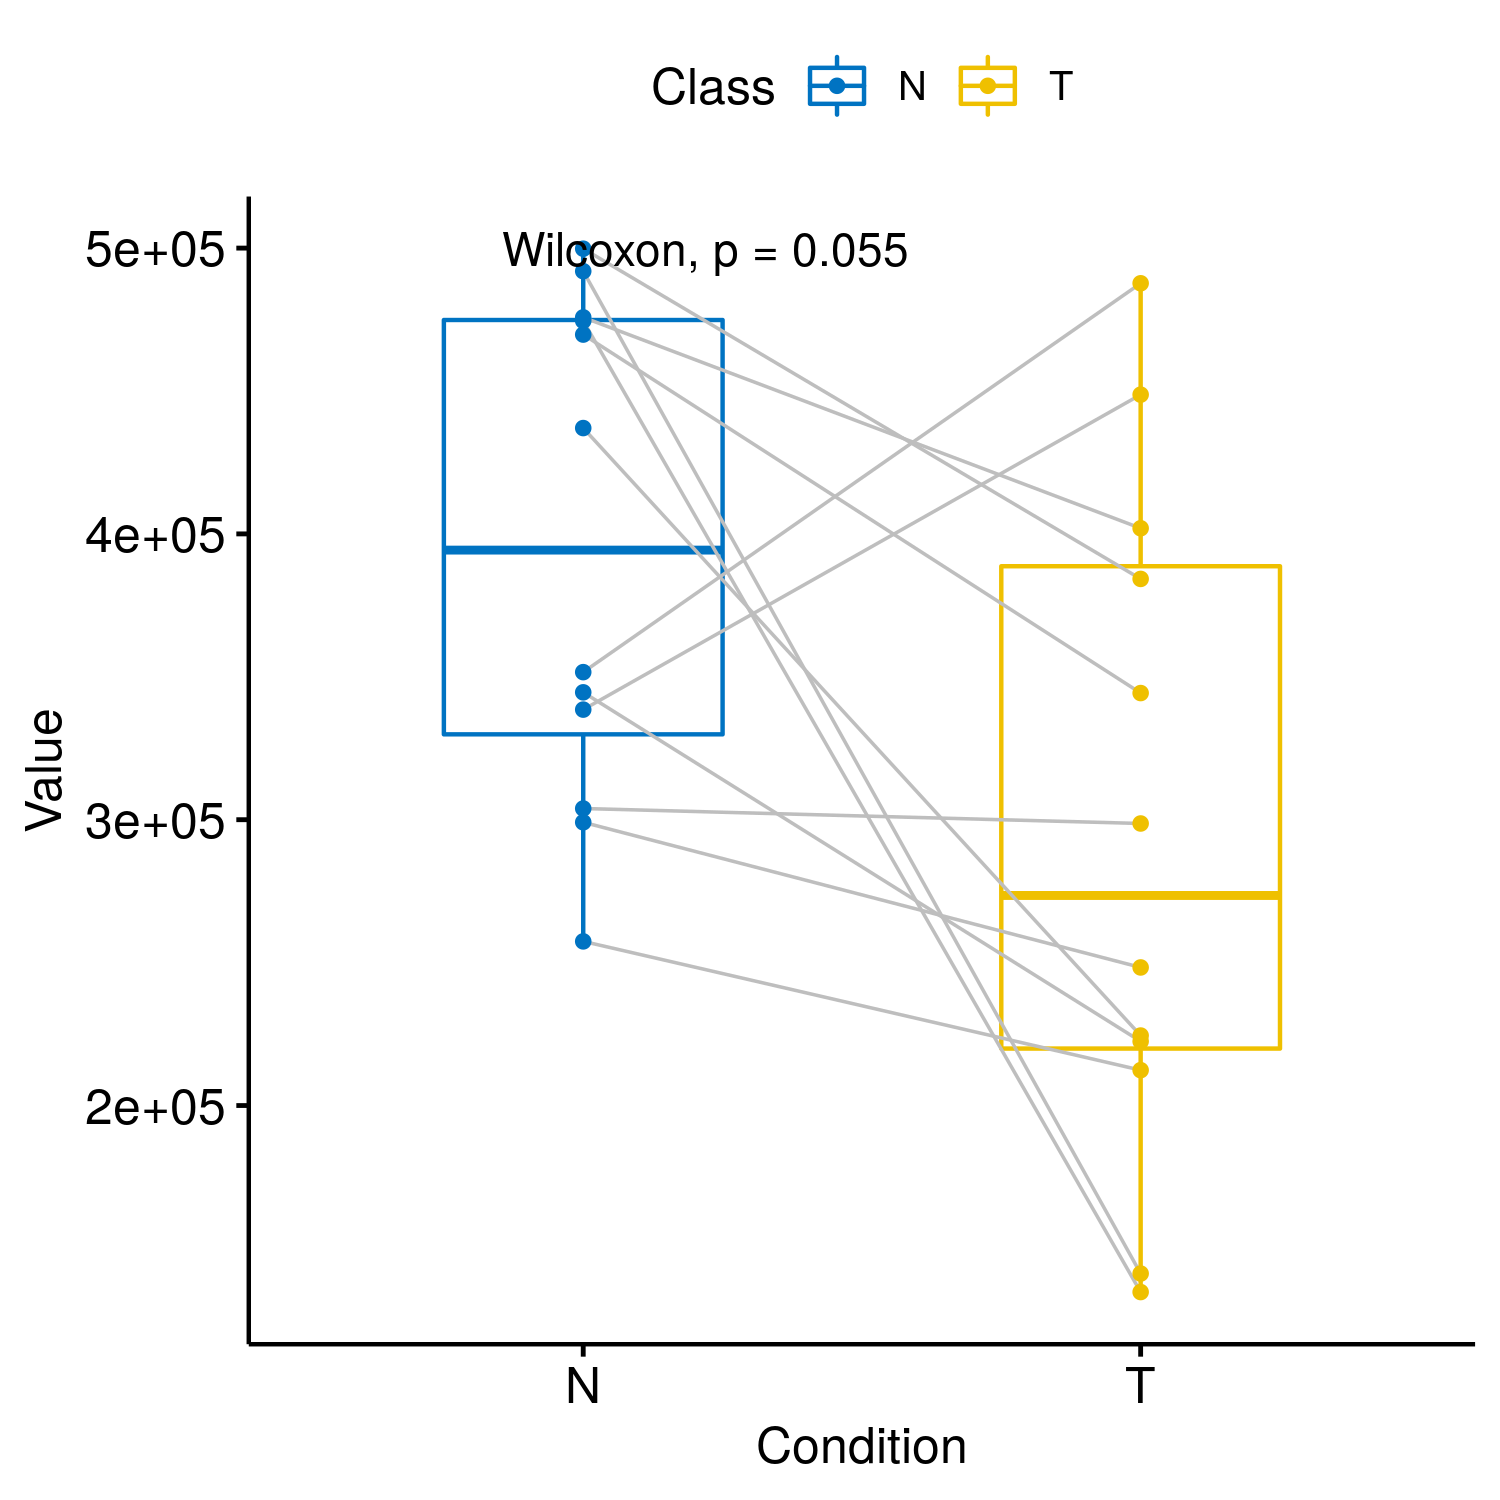 Class N T
Wilcoxon, p = 0.055
5e+05
4e+05
3e+05
2e+05
Value
N T
Condition